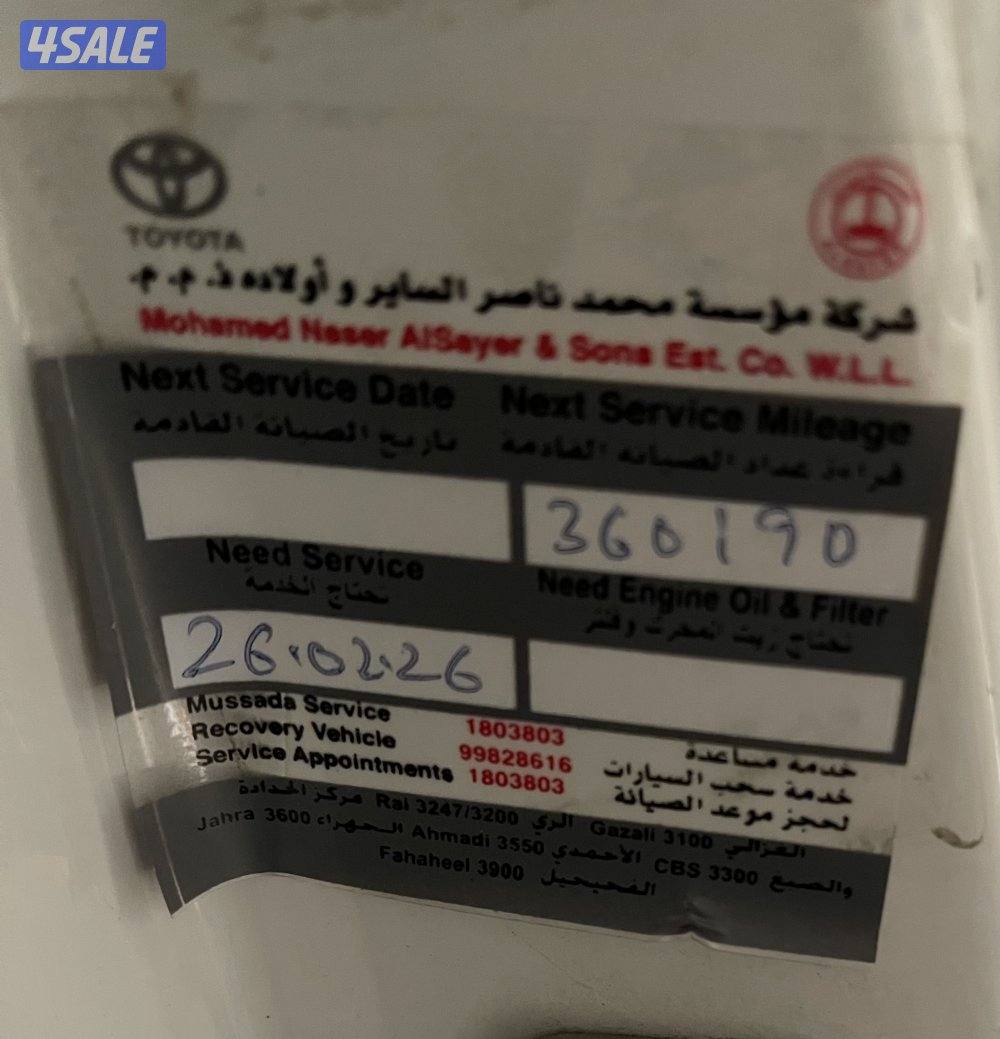 4SALE
TOYOTA
شركة مؤسسة محمد ناصر الساير و أولاده ذ. م. م.
Mohamed Naser AlSayer & Sons Est. Co. W.L.L.
Next Service Date
تاريخ الصيانة القادمة
Next Service Mileage
قراءة عداد الصيانة القادمة
360190
Need Service
تحتاج الخدمة
26.02.26
Need Engine Oil & Filter
تحتاج زيت المحرك وفلتر
Mussada Service 1803803 خدمة مساعدة
Recovery Vehicle 99828616 خدمة سحب السيارات
Service Appointments 1803803 لحجز موعد الصيانة
الغزالي Gazali 3100 الري Rai 3247/3200 مركز الحدادة
والصبغ CBS 3300 الأحمدي Ahmadi 3550 الجهراء Jahra 3600
الفحيحيل Fahaheel 3900